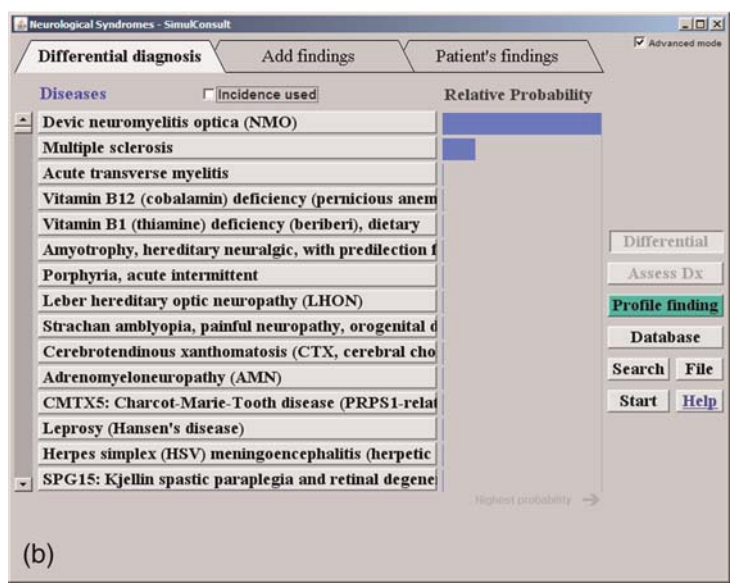 Neurological Syndromes - SimulConsult
Differential diagnosis
Add findings
Patient's findings
Advanced mode
Diseases
Incidence used
Relative Probability
Devic neuromyelitis optica (NMO)
Multiple sclerosis
Acute transverse myelitis
Vitamin B12 (cobalamin) deficiency (pernicious anem
Vitamin B1 (thiamine) deficiency (beriberi), dietary
Amyotrophy, hereditary neuralgic, with predilection f
Porphyria, acute intermittent
Leber hereditary optic neuropathy (LHON)
Strachan amblyopia, painful neuropathy, orogenital d
Cerebrotendinous xanthomatosis (CTX, cerebral cho
Adrenomyeloneuropathy (AMN)
CMTX5: Charcot-Marie-Tooth disease (PRPS1-relat
Leprosy (Hansen's disease)
Herpes simplex (HSV) meningoencephalitis (herpetic
SPG15: Kjellin spastic paraplegia and retinal degene
Highest probability
Differential
Assess Dx
Profile finding
Database
Search File
Start Help
(b)